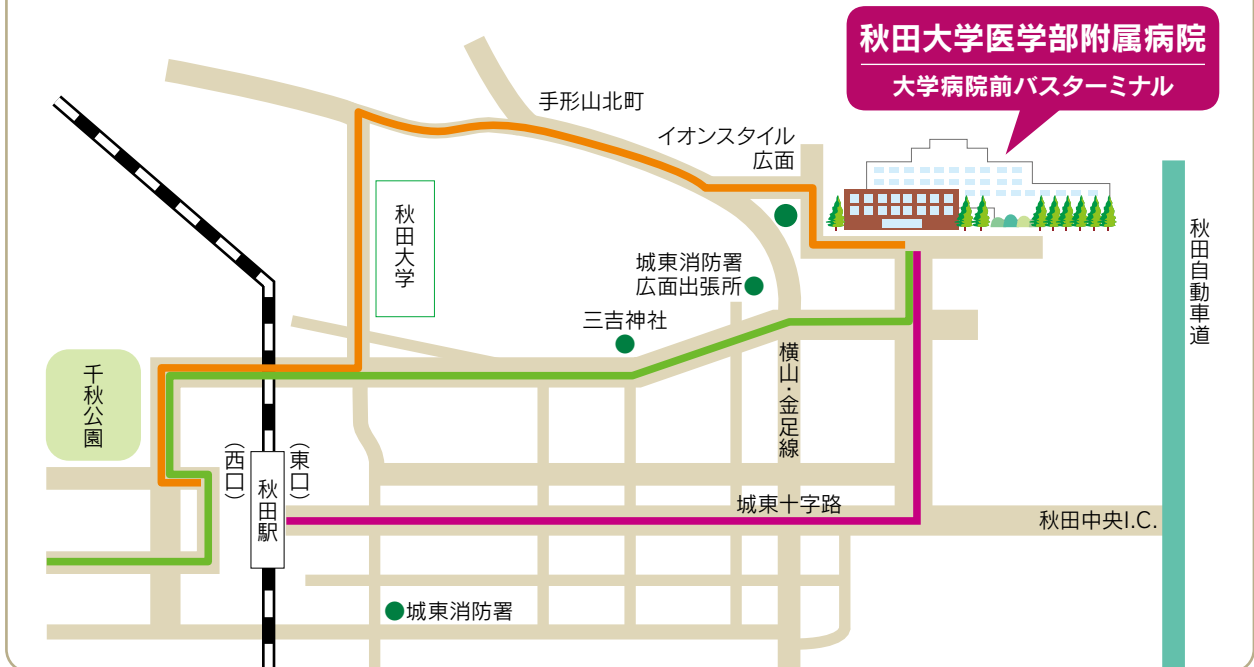 秋田大学医学部附属病院
大学病院前バスターミナル
手形山北町
イオンスタイル
広面
秋田大学
秋田自動車道
城東消防署
広面出張所
三吉神社
横山・金足線
千秋公園
(西口)
(東口)
秋田駅
城東十字路
秋田中央I.C.
城東消防署